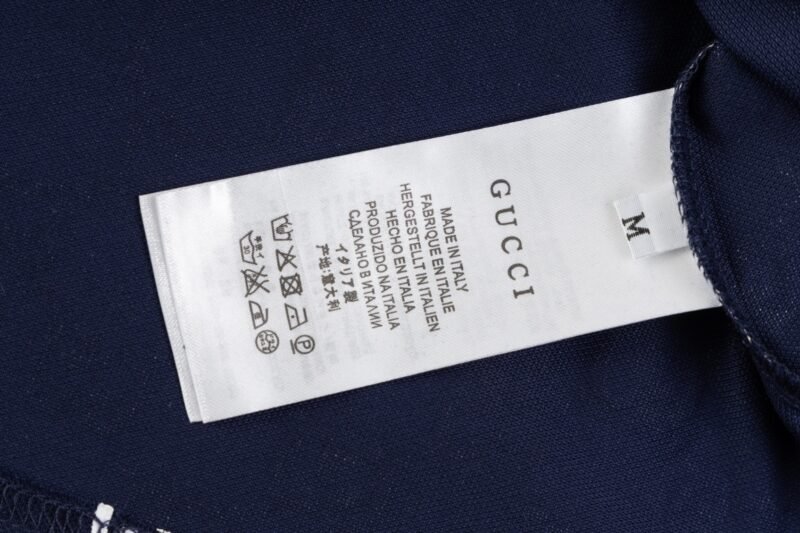 GUCCI
M
MADE IN ITALY
FABRIQUE EN ITALIE
HERGESTELLT IN ITALIEN
HECHO EN ITALIA
PRODUZIDO NA ITALIA
СДЕЛАНО В ИТАЛИИ
イタリア製
产地:意大利
P
30